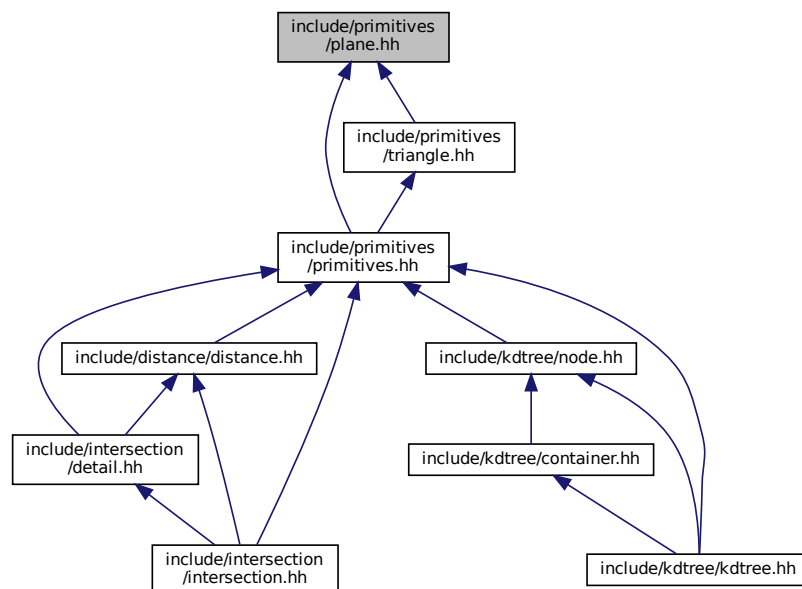 include/primitives
/plane.hh
include/primitives
/triangle.hh
include/primitives
/primitives.hh
include/distance/distance.hh
include/kdtree/node.hh
include/intersection
/detail.hh
include/kdtree/container.hh
include/intersection
/intersection.hh
include/kdtree/kdtree.hh